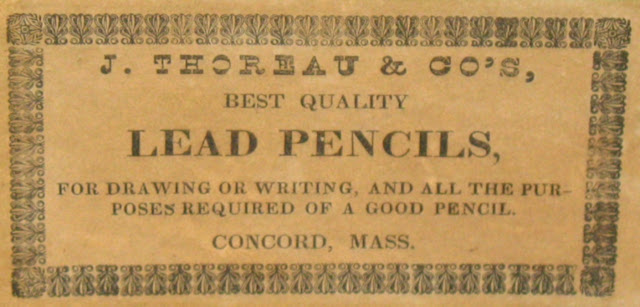 J. THOREAU & CO'S,
BEST QUALITY
LEAD PENCILS,
FOR DRAWING OR WRITING, AND ALL THE PUR-
POSES REQUIRED OF A GOOD PENCIL.
CONCORD, MASS.